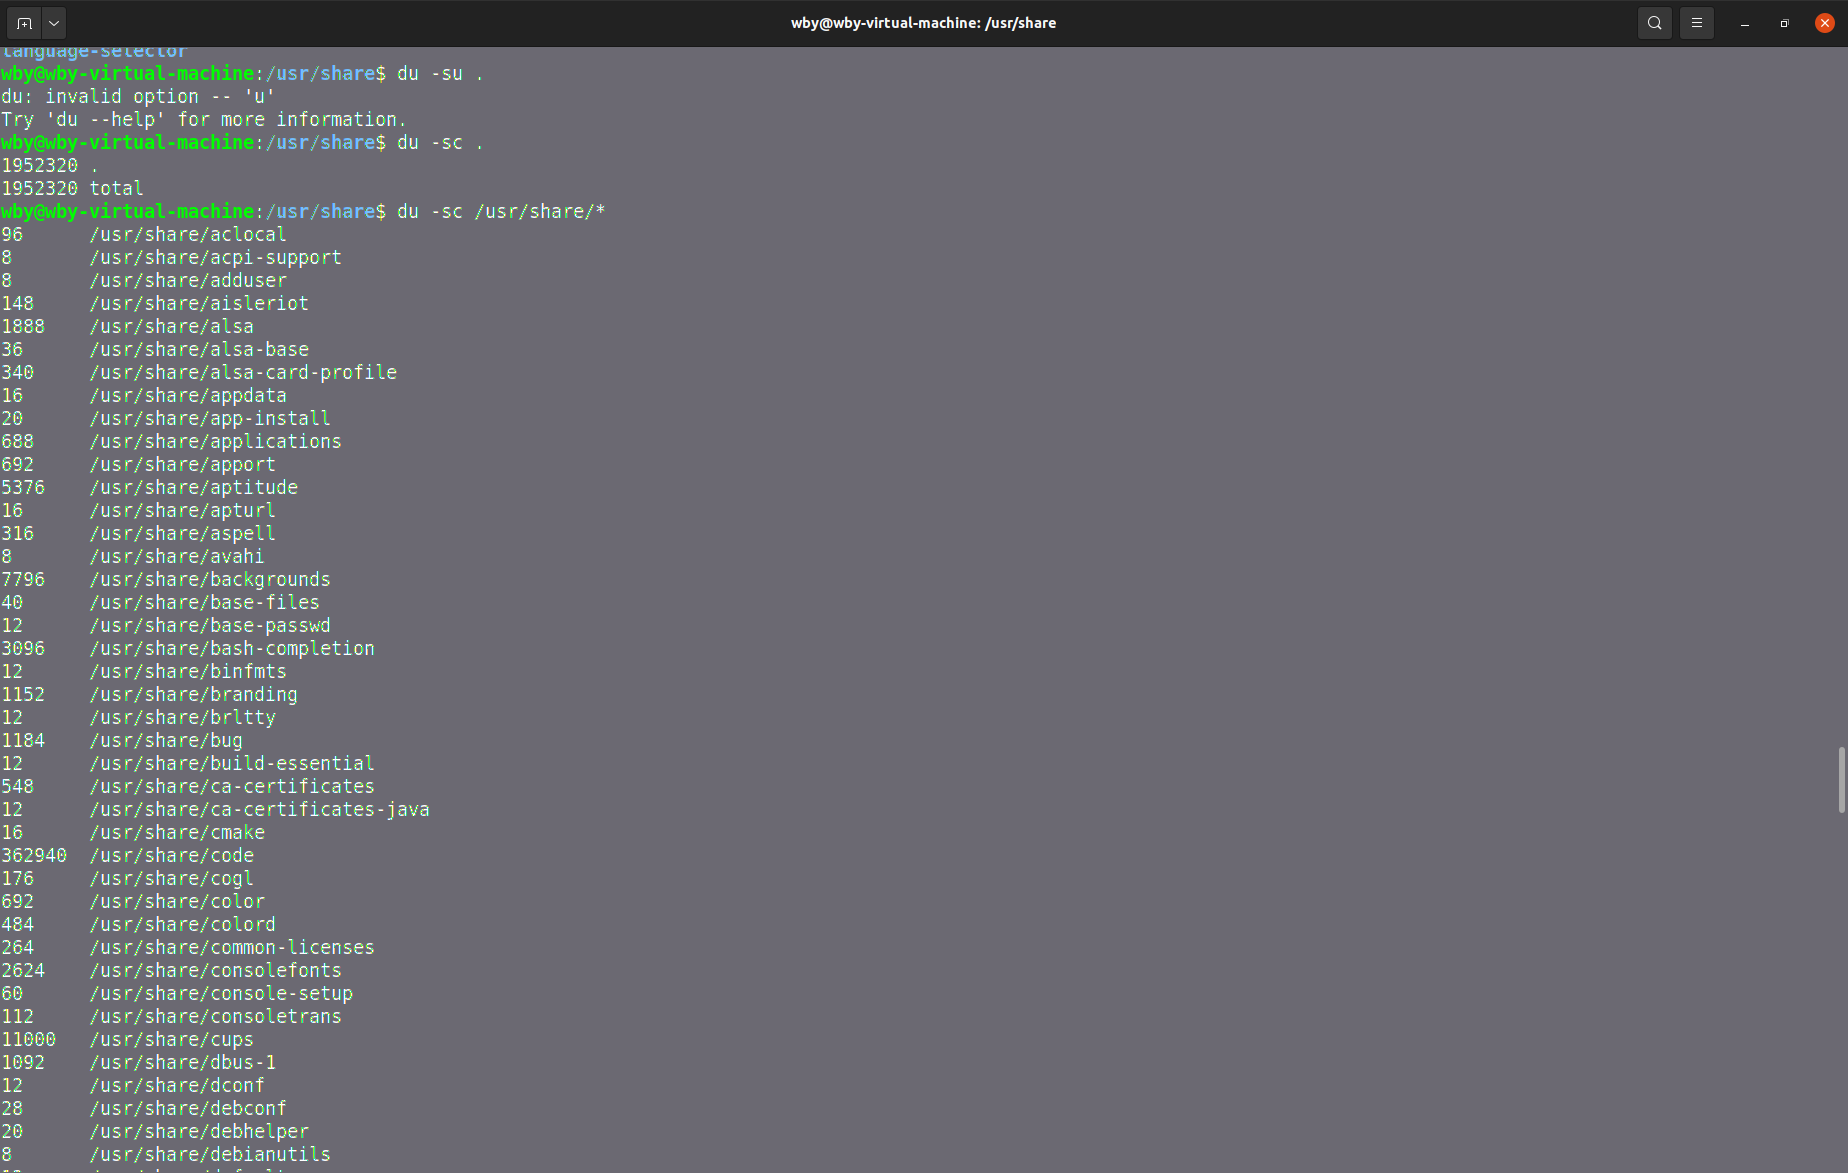 wby@wby-virtual-machine: /usr/share
language-selector
wby@wby-virtual-machine:/usr/share$ du -su .
du: invalid option -- 'u'
Try 'du --help' for more information.
wby@wby-virtual-machine:/usr/share$ du -sc .
1952320 .
1952320 total
wby@wby-virtual-machine:/usr/share$ du -sc /usr/share/*
96 /usr/share/aclocal
8 /usr/share/acpi-support
8 /usr/share/adduser
148 /usr/share/aisleriot
1888 /usr/share/alsa
36 /usr/share/alsa-base
340 /usr/share/alsa-card-profile
16 /usr/share/appdata
20 /usr/share/app-install
688 /usr/share/applications
692 /usr/share/apport
5376 /usr/share/aptitude
16 /usr/share/apturl
316 /usr/share/aspell
8 /usr/share/avahi
7796 /usr/share/backgrounds
40 /usr/share/base-files
12 /usr/share/base-passwd
3096 /usr/share/bash-completion
12 /usr/share/binfmts
1152 /usr/share/branding
12 /usr/share/brltty
1184 /usr/share/bug
12 /usr/share/build-essential
548 /usr/share/ca-certificates
12 /usr/share/ca-certificates-java
16 /usr/share/cmake
362940 /usr/share/code
176 /usr/share/cogl
692 /usr/share/color
484 /usr/share/colord
264 /usr/share/common-licenses
2624 /usr/share/consolefonts
60 /usr/share/console-setup
112 /usr/share/consoletrans
11000 /usr/share/cups
1092 /usr/share/dbus-1
12 /usr/share/dconf
28 /usr/share/debconf
20 /usr/share/debhelper
8 /usr/share/debianutils